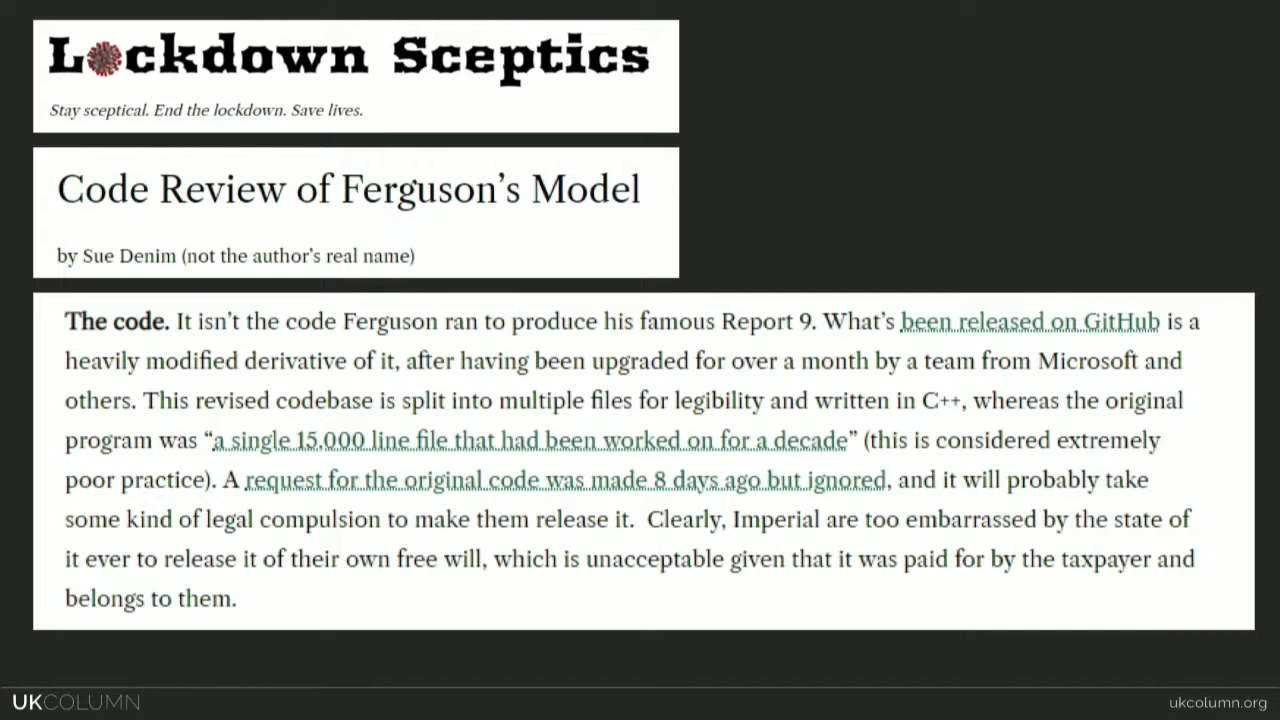 Lockdown Sceptics
Stay sceptical. End the lockdown. Save lives.
Code Review of Ferguson’s Model
by Sue Denim (not the author’s real name)
The code. It isn’t the code Ferguson ran to produce his famous Report 9. What’s been released on GitHub is a
heavily modified derivative of it, after having been upgraded for over a month by a team from Microsoft and
others. This revised codebase is split into multiple files for legibility and written in C++, whereas the original
program was “a single 15,000 line file that had been worked on for a decade” (this is considered extremely
poor practice). A request for the original code was made 8 days ago but ignored, and it will probably take
some kind of legal compulsion to make them release it. Clearly, Imperial are too embarrassed by the state of
it ever to release it of their own free will, which is unacceptable given that it was paid for by the taxpayer and
belongs to them.
UKCOLUMN
ukcolumn.org